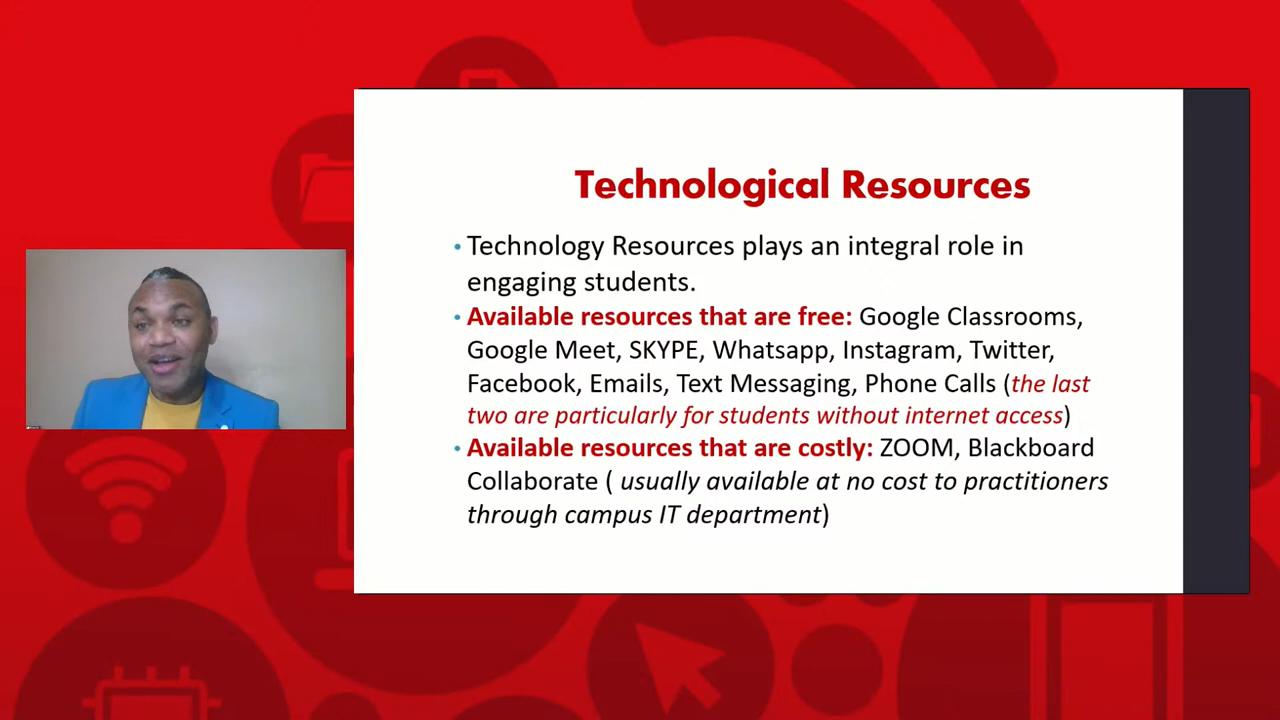 Technological Resources
• Technology Resources plays an integral role in
engaging students.
• Available resources that are free: Google Classrooms,
Google Meet, SKYPE, Whatsapp, Instagram, Twitter,
Facebook, Emails, Text Messaging, Phone Calls (the last
two are particularly for students without internet access)
• Available resources that are costly: ZOOM, Blackboard
Collaborate ( usually available at no cost to practitioners
through campus IT department)